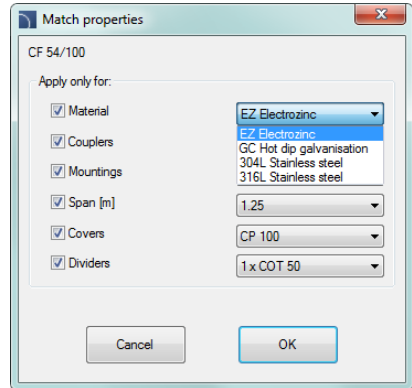 Match properties
CF 54/100
Apply only for:
Material
EZ Electrozinc
EZ Electrozinc
GC Hot dip galvanisation
304L Stainless steel
316L Stainless steel
Couplers
Mountings
Span [m]
1.25
Covers
CP 100
Dividers
1 x COT 50
Cancel
OK